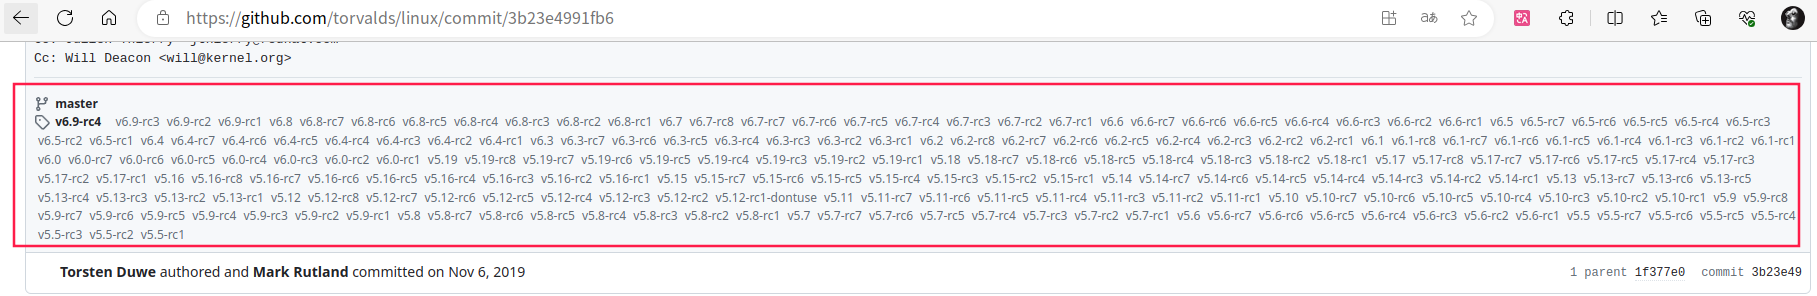 https://github.com/torvalds/linux/commit/3b23e4991fb6
Cc: Will Deacon <will@kernel.org>
master
v6.9-rc4 v6.9-rc3 v6.9-rc2 v6.9-rc1 v6.8 v6.8-rc7 v6.8-rc6 v6.8-rc5 v6.8-rc4 v6.8-rc3 v6.8-rc2 v6.8-rc1 v6.7 v6.7-rc8 v6.7-rc7 v6.7-rc6 v6.7-rc5 v6.7-rc4 v6.7-rc3 v6.7-rc2 v6.7-rc1 v6.6 v6.6-rc7 v6.6-rc6 v6.6-rc5 v6.6-rc4 v6.6-rc3 v6.6-rc2 v6.6-rc1 v6.5 v6.5-rc7 v6.5-rc6 v6.5-rc5 v6.5-rc4 v6.5-rc3
v6.5-rc2 v6.5-rc1 v6.4 v6.4-rc7 v6.4-rc6 v6.4-rc5 v6.4-rc4 v6.4-rc3 v6.4-rc2 v6.4-rc1 v6.3 v6.3-rc7 v6.3-rc6 v6.3-rc5 v6.3-rc4 v6.3-rc3 v6.3-rc2 v6.3-rc1 v6.2 v6.2-rc8 v6.2-rc7 v6.2-rc6 v6.2-rc5 v6.2-rc4 v6.2-rc3 v6.2-rc2 v6.2-rc1 v6.1 v6.1-rc8 v6.1-rc7 v6.1-rc6 v6.1-rc5 v6.1-rc4 v6.1-rc3 v6.1-rc2 v6.1-rc1
v6.0 v6.0-rc7 v6.0-rc6 v6.0-rc5 v6.0-rc4 v6.0-rc3 v6.0-rc2 v6.0-rc1 v5.19 v5.19-rc8 v5.19-rc7 v5.19-rc6 v5.19-rc5 v5.19-rc4 v5.19-rc3 v5.19-rc2 v5.19-rc1 v5.18 v5.18-rc7 v5.18-rc6 v5.18-rc5 v5.18-rc4 v5.18-rc3 v5.18-rc2 v5.18-rc1 v5.17 v5.17-rc8 v5.17-rc7 v5.17-rc6 v5.17-rc5 v5.17-rc4 v5.17-rc3
v5.17-rc2 v5.17-rc1 v5.16 v5.16-rc8 v5.16-rc7 v5.16-rc6 v5.16-rc5 v5.16-rc4 v5.16-rc3 v5.16-rc2 v5.16-rc1 v5.15 v5.15-rc7 v5.15-rc6 v5.15-rc5 v5.15-rc4 v5.15-rc3 v5.15-rc2 v5.15-rc1 v5.14 v5.14-rc7 v5.14-rc6 v5.14-rc5 v5.14-rc4 v5.14-rc3 v5.14-rc2 v5.14-rc1 v5.13 v5.13-rc7 v5.13-rc6 v5.13-rc5
v5.13-rc4 v5.13-rc3 v5.13-rc2 v5.13-rc1 v5.12 v5.12-rc8 v5.12-rc7 v5.12-rc6 v5.12-rc5 v5.12-rc4 v5.12-rc3 v5.12-rc2 v5.12-rc1-dontuse v5.11 v5.11-rc7 v5.11-rc6 v5.11-rc5 v5.11-rc4 v5.11-rc3 v5.11-rc2 v5.11-rc1 v5.10 v5.10-rc7 v5.10-rc6 v5.10-rc5 v5.10-rc4 v5.10-rc3 v5.10-rc2 v5.10-rc1 v5.9 v5.9-rc8
v5.9-rc7 v5.9-rc6 v5.9-rc5 v5.9-rc4 v5.9-rc3 v5.9-rc2 v5.9-rc1 v5.8 v5.8-rc7 v5.8-rc6 v5.8-rc5 v5.8-rc4 v5.8-rc3 v5.8-rc2 v5.8-rc1 v5.7 v5.7-rc7 v5.7-rc6 v5.7-rc5 v5.7-rc4 v5.7-rc3 v5.7-rc2 v5.7-rc1 v5.6 v5.6-rc7 v5.6-rc6 v5.6-rc5 v5.6-rc4 v5.6-rc3 v5.6-rc2 v5.6-rc1 v5.5 v5.5-rc7 v5.5-rc6 v5.5-rc5 v5.5-rc4
v5.5-rc3 v5.5-rc2 v5.5-rc1
Torsten Duwe authored and Mark Rutland committed on Nov 6, 2019 1 parent 1f377e0 commit 3b23e49